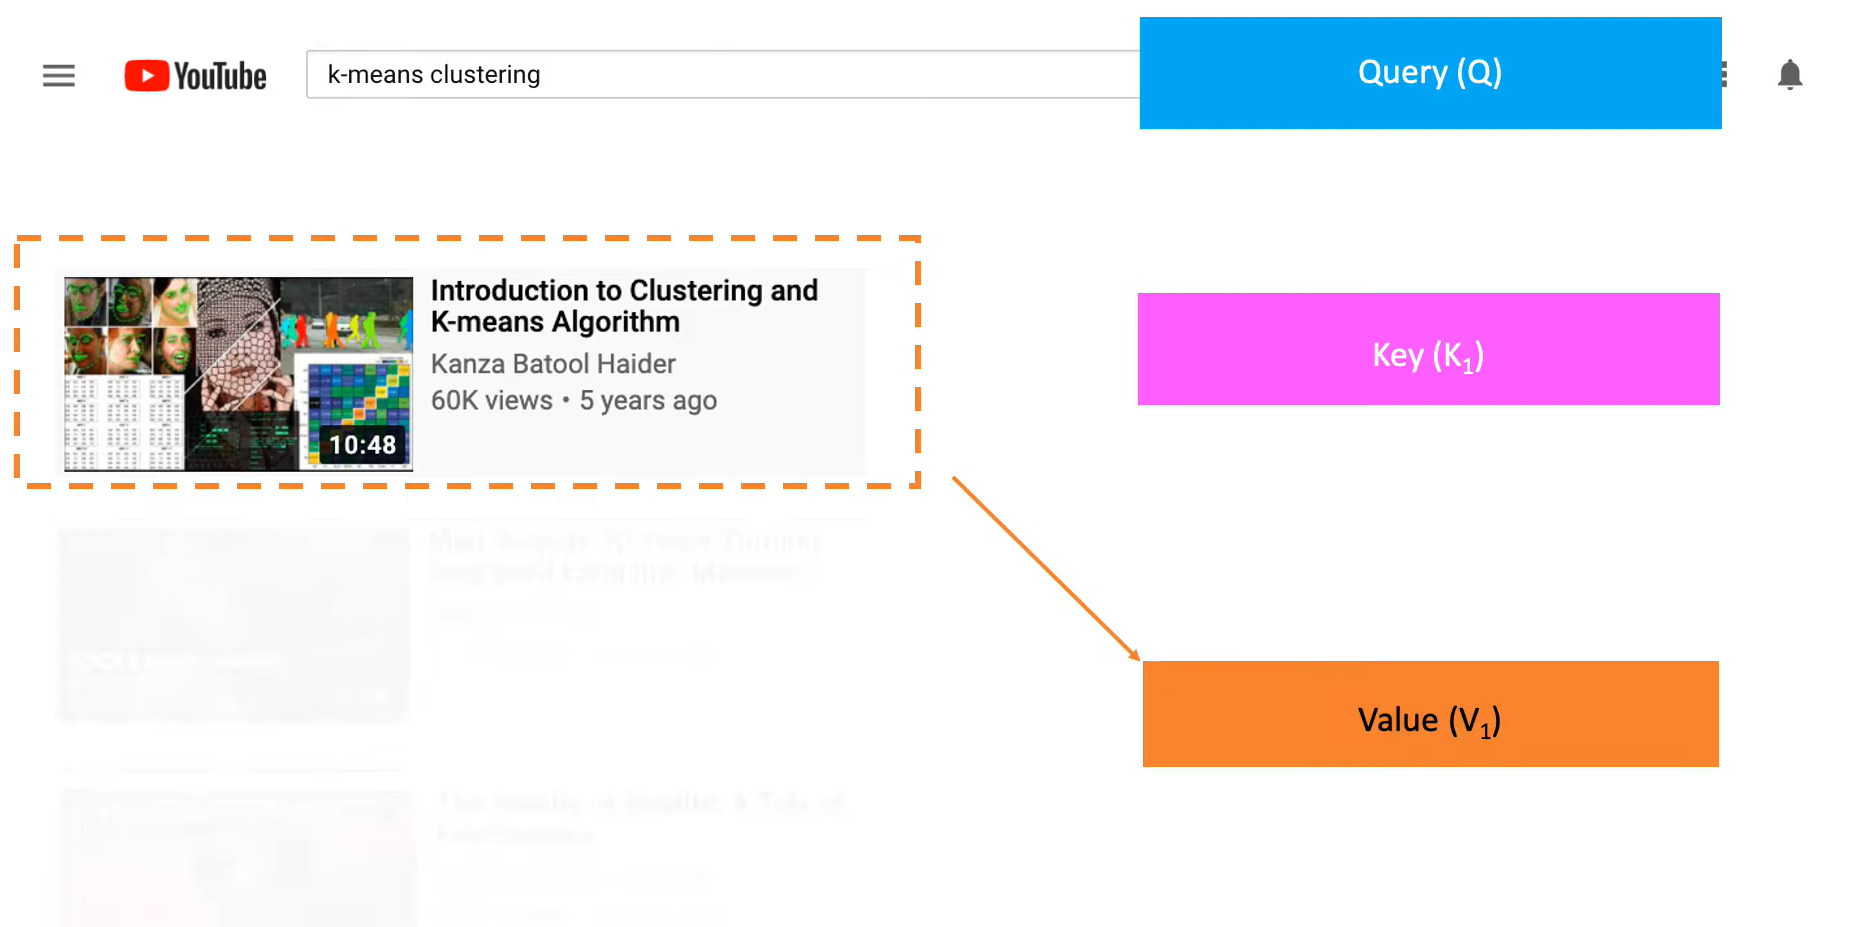 YouTube
k-means clustering
Query (Q)
Introduction to Clustering and
K-means Algorithm
Kanza Batool Haider
60K views • 5 years ago
10:48
Key (K₁)
Value (V₁)